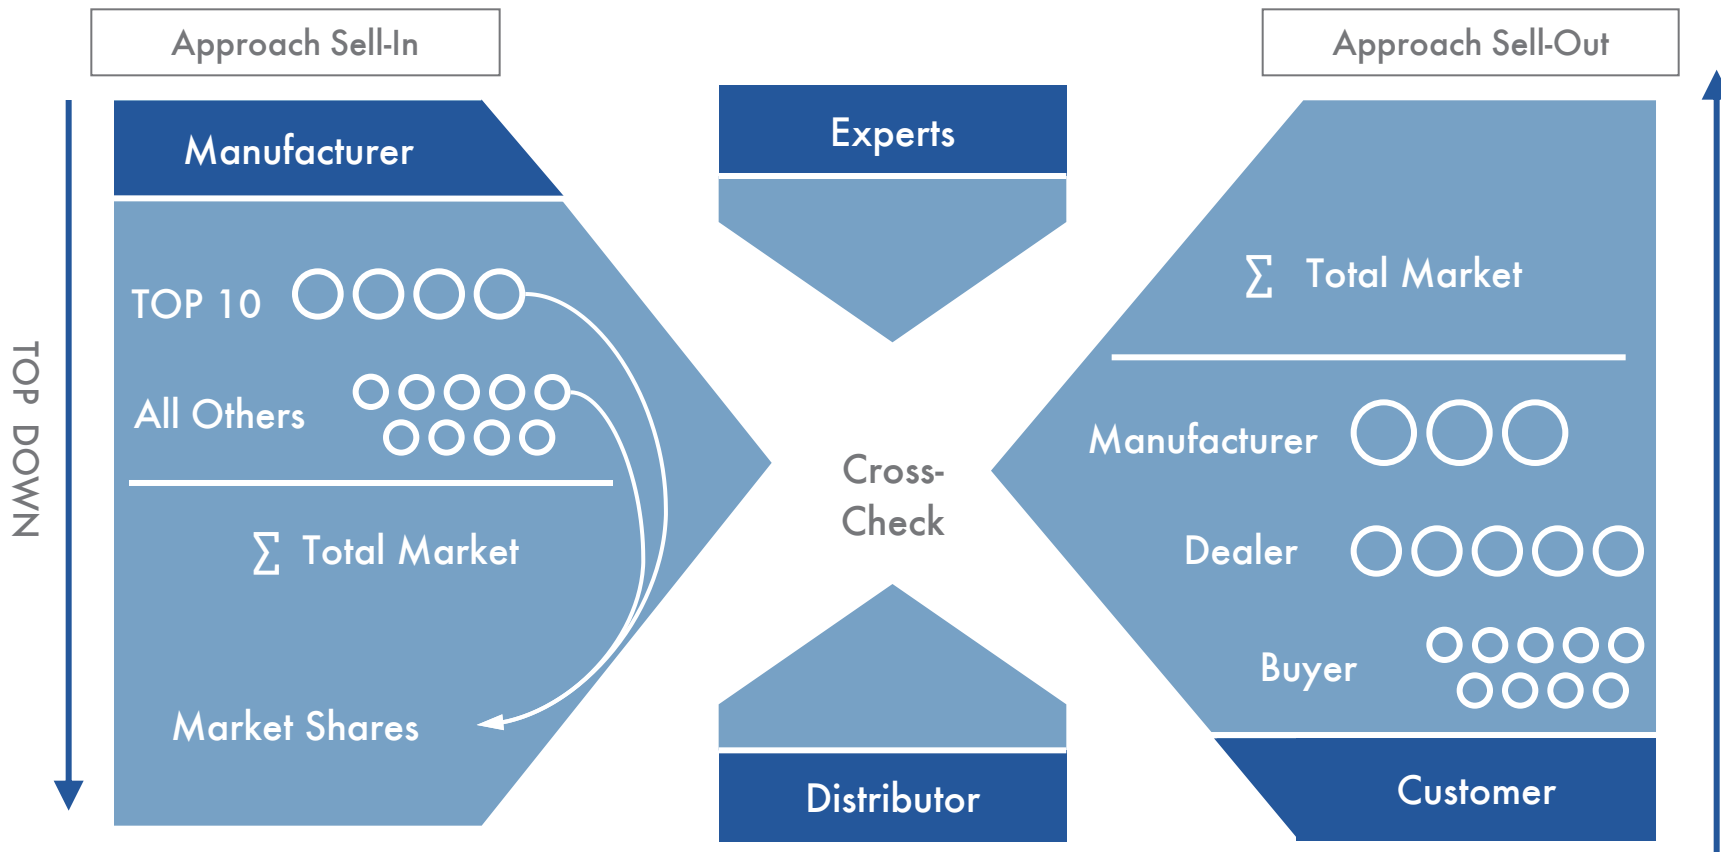 Approach Sell-In
Approach Sell-Out
TOP DOWN
Manufacturer
TOP 10
All Others
∑ Total Market
Market Shares
Experts
Cross-
Check
Distributor
∑ Total Market
Manufacturer
Dealer
Buyer
Customer